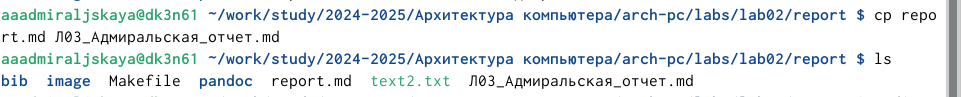 aaadmiraljskaya@dk3n61 ~/work/study/2024-2025/Архитектура компьютера/arch-pc/labs/lab02/report $ cp repo
rt.md Л03_Адмиральская_отчет.md
aaadmiraljskaya@dk3n61 ~/work/study/2024-2025/Архитектура компьютера/arch-pc/labs/lab02/report $ ls
bib  image  Makefile  pandoc  report.md  text2.txt  Л03_Адмиральская_отчет.md